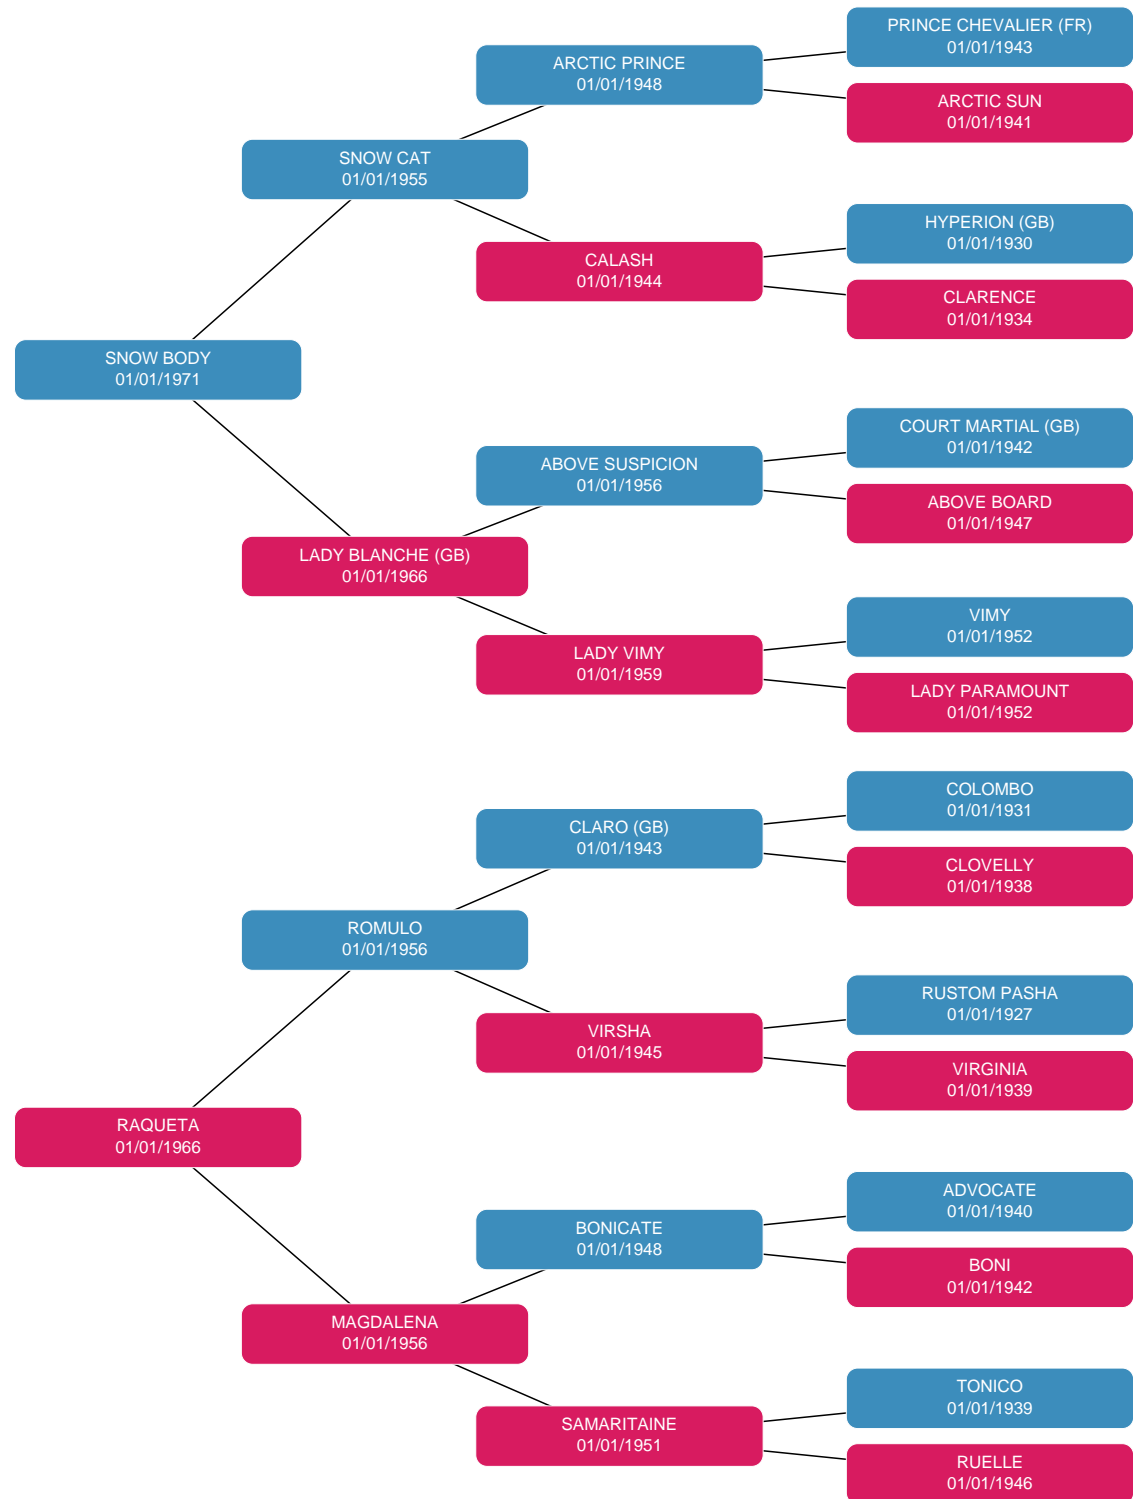 PRINCE CHEVALIER (FR)
01/01/1943
ARCTIC PRINCE
01/01/1948
ARCTIC SUN
01/01/1941
SNOW CAT
01/01/1955
HYPERION (GB)
01/01/1930
CALASH
01/01/1944
CLARENCE
01/01/1934
SNOW BODY
01/01/1971
COURT MARTIAL (GB)
01/01/1942
ABOVE SUSPICION
01/01/1956
ABOVE BOARD
01/01/1947
LADY BLANCHE (GB)
01/01/1966
VIMY
01/01/1952
LADY VIMY
01/01/1959
LADY PARAMOUNT
01/01/1952
COLOMBO
01/01/1931
CLARO (GB)
01/01/1943
CLOVELLY
01/01/1938
ROMULO
01/01/1956
RUSTOM PASHA
01/01/1927
VIRSHA
01/01/1945
VIRGINIA
01/01/1939
RAQUETA
01/01/1966
ADVOCATE
01/01/1940
BONICATE
01/01/1948
BONI
01/01/1942
MAGDALENA
01/01/1956
TONICO
01/01/1939
SAMARITAINE
01/01/1951
RUELLE
01/01/1946